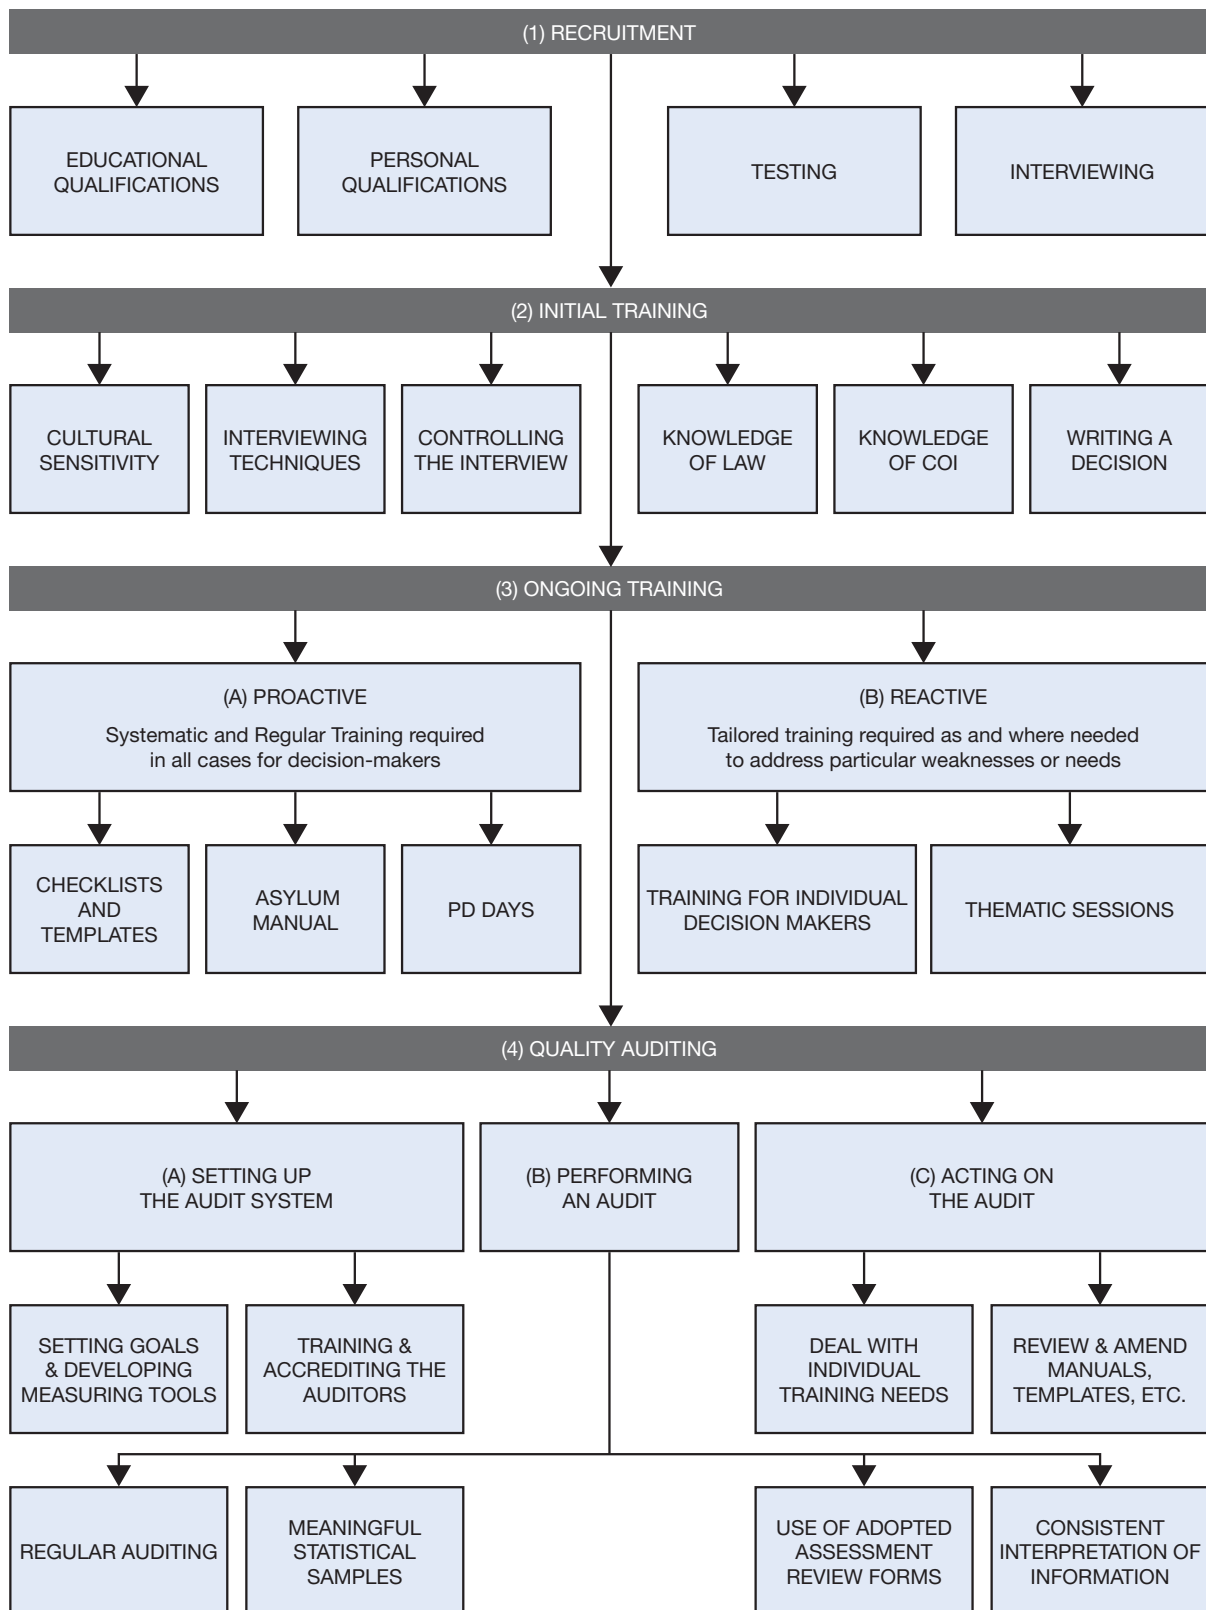 (1) RECRUITMENT
EDUCATIONAL
QUALIFICATIONS
PERSONAL
QUALIFICATIONS
TESTING
INTERVIEWING
(2) INITIAL TRAINING
CULTURAL
SENSITIVITY
INTERVIEWING
TECHNIQUES
CONTROLLING
THE INTERVIEW
KNOWLEDGE
OF LAW
KNOWLEDGE
OF COI
WRITING A
DECISION
(3) ONGOING TRAINING
(A) PROACTIVE
Systematic and Regular Training required
in all cases for decision-makers
(B) REACTIVE
Tailored training required as and where needed
to address particular weaknesses or needs
CHECKLISTS
AND
TEMPLATES
ASYLUM
MANUAL
PD DAYS
TRAINING FOR INDIVIDUAL
DECISION MAKERS
THEMATIC SESSIONS
(4) QUALITY AUDITING
(A) SETTING UP
THE AUDIT SYSTEM
(B) PERFORMING
AN AUDIT
(C) ACTING ON
THE AUDIT
SETTING GOALS
& DEVELOPING
MEASURING TOOLS
TRAINING &
ACCREDITING THE
AUDITORS
DEAL WITH
INDIVIDUAL
TRAINING NEEDS
REVIEW & AMEND
MANUALS,
TEMPLATES, ETC.
REGULAR AUDITING
MEANINGFUL
STATISTICAL
SAMPLES
USE OF ADOPTED
ASSESSMENT
REVIEW FORMS
CONSISTENT
INTERPRETATION OF
INFORMATION